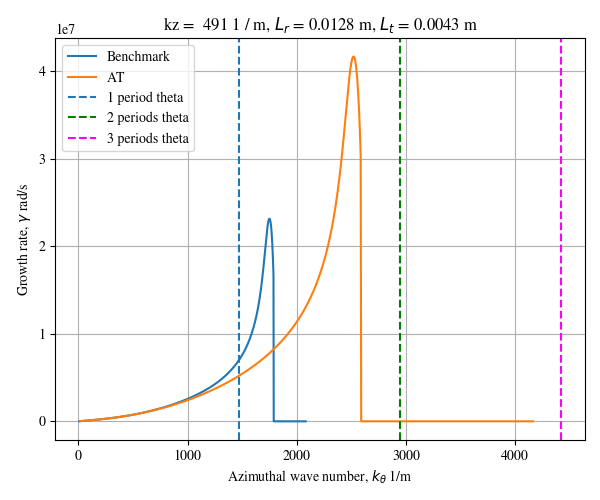 kz = 491 1 / m, L_r = 0.0128 m, L_t = 0.0043 m
1e7
Benchmark
AT
1 period theta
2 periods theta
3 periods theta
4
3
2
1
0
Growth rate, γ rad/s
0 1000 2000 3000 4000
Azimuthal wave number, k_θ 1/m